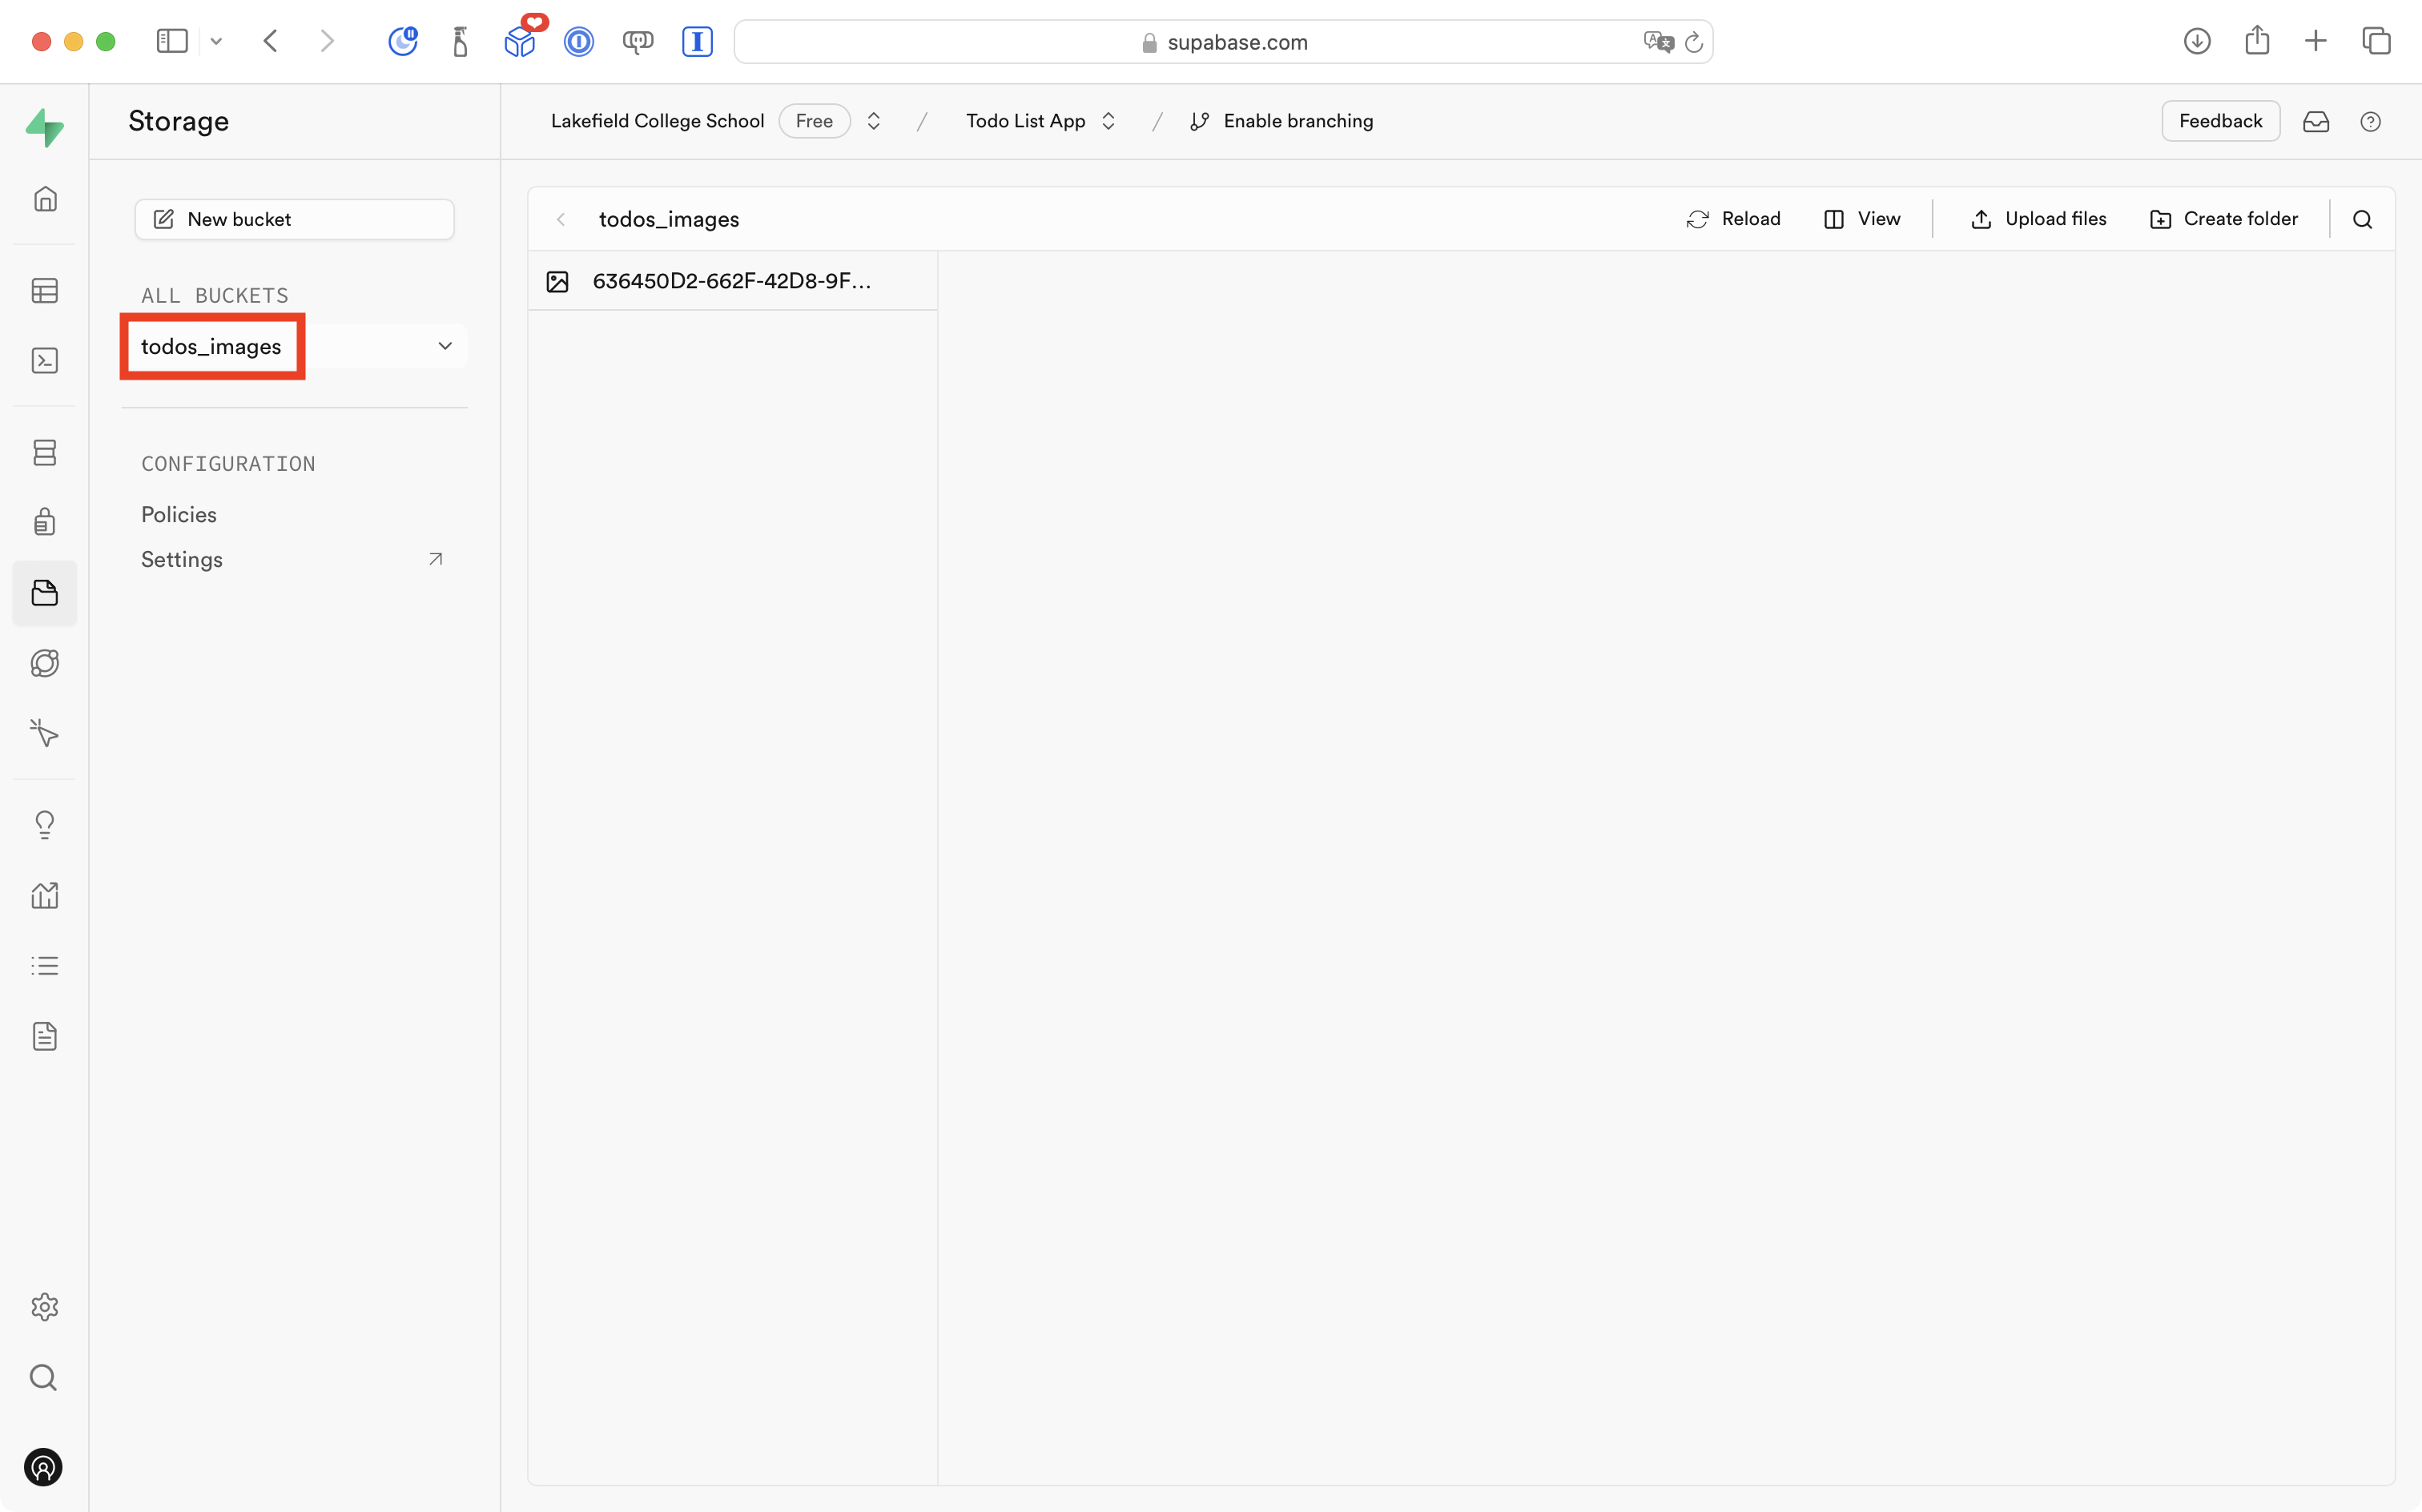 supabase.com
Storage
Lakefield College School Free / Todo List App / Enable branching
Feedback
New bucket
ALL BUCKETS
todos_images
CONFIGURATION
Policies
Settings
todos_images
Reload
View
Upload files
Create folder
636450D2-662F-42D8-9F...